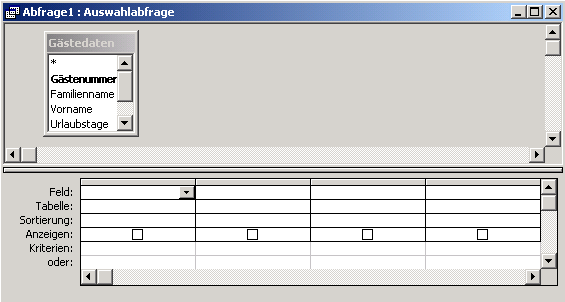 Abfrage1 : Auswahlabfrage
Gästedaten
*
Gästenummer
Familienname
Vorname
Urlaubstage
Feld:
Tabelle:
Sortierung:
Anzeigen:
Kriterien:
oder: